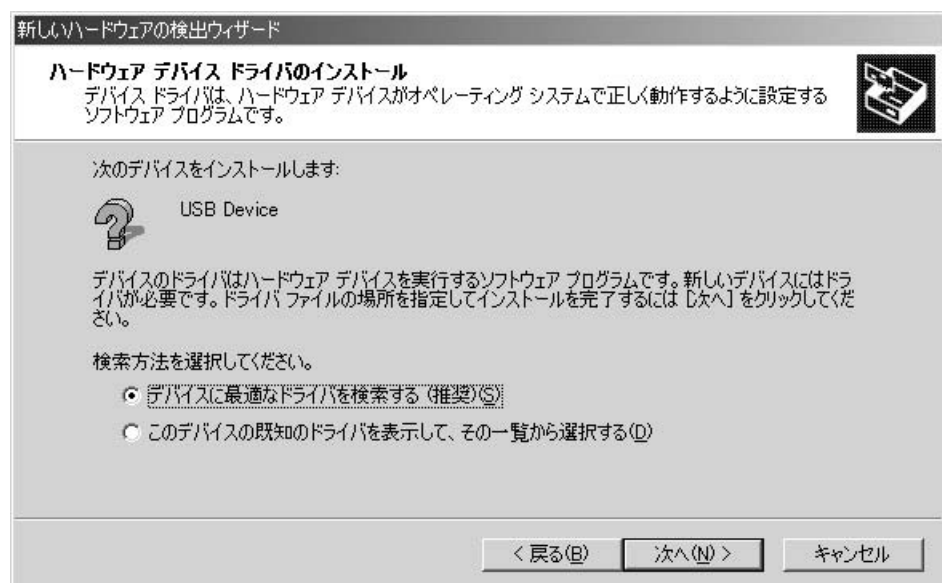 新しいハードウェアの検出ウィザード
ハードウェア デバイス ドライバのインストール
デバイス ドライバは、ハードウェア デバイスがオペレーティング システムで正しく動作するように設定する
ソフトウェア プログラムです。
次のデバイスをインストールします:
USB Device
デバイスのドライバはハードウェア デバイスを実行するソフトウェア プログラムです。新しいデバイスにはドラ
イバが必要です。ドライバ ファイルの場所を指定してインストールを完了するには [次へ] をクリックしてくだ
さい。
検索方法を選択してください。
デバイスに最適なドライバを検索する (推奨)(S)
このデバイスの既知のドライバを表示して、その一覧から選択する(D)
< 戻る(B)
次へ(N) >
キャンセル